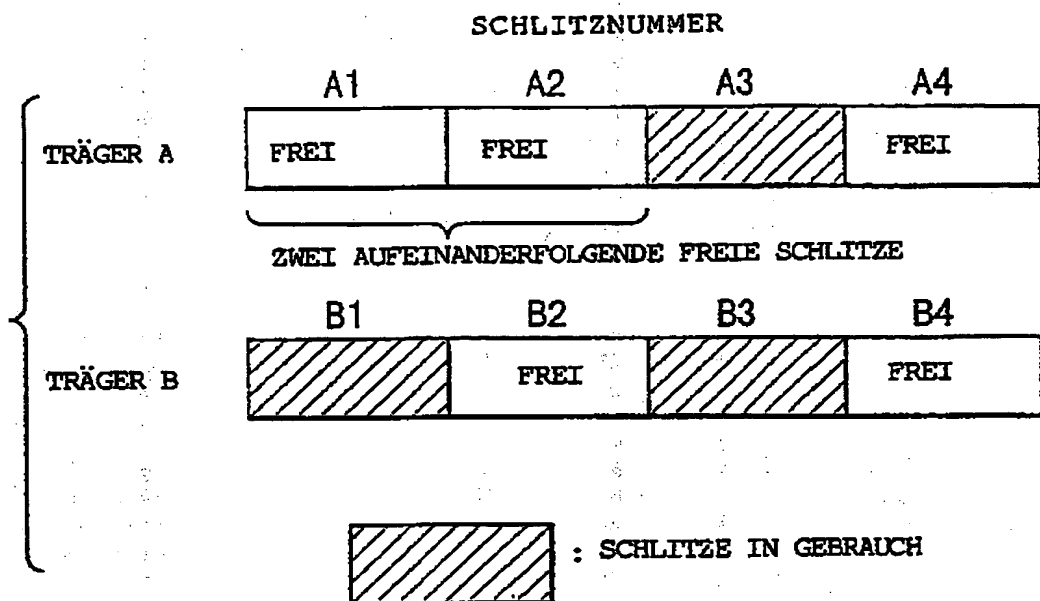 SCHLITZNUMMER
A1 A2 A3 A4
TRÄGER A FREI FREI FREI
ZWEI AUFEINANDERFOLGENDE FREIE SCHLITZE
B1 B2 B3 B4
TRÄGER B FREI FREI
: SCHLITZE IN GEBRAUCH